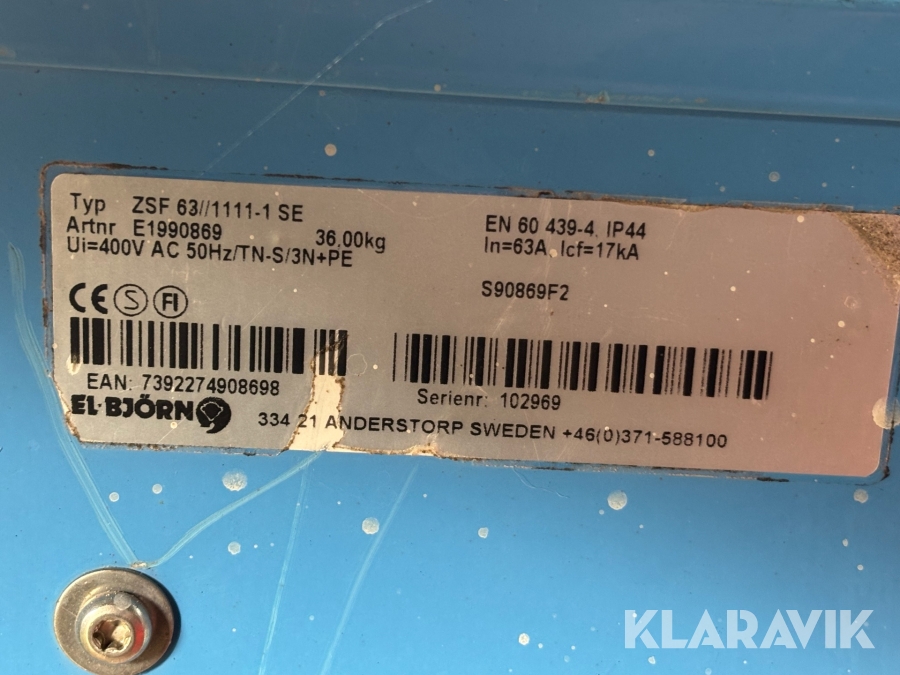 Typ ZSF 63//1111-1 SE
Artnr E1990869 36.00kg
Ui=400V AC 50Hz/TN-S/3N+PE
EN 60 439-4. IP44
In=63A, Icf=17kA
S90869F2
CE S FI
EAN: 7392274908698
Serienr: 102969
EL·BJÖRN
334 21 ANDERSTORP SWEDEN +46(0)371-588100
KLARAVIK